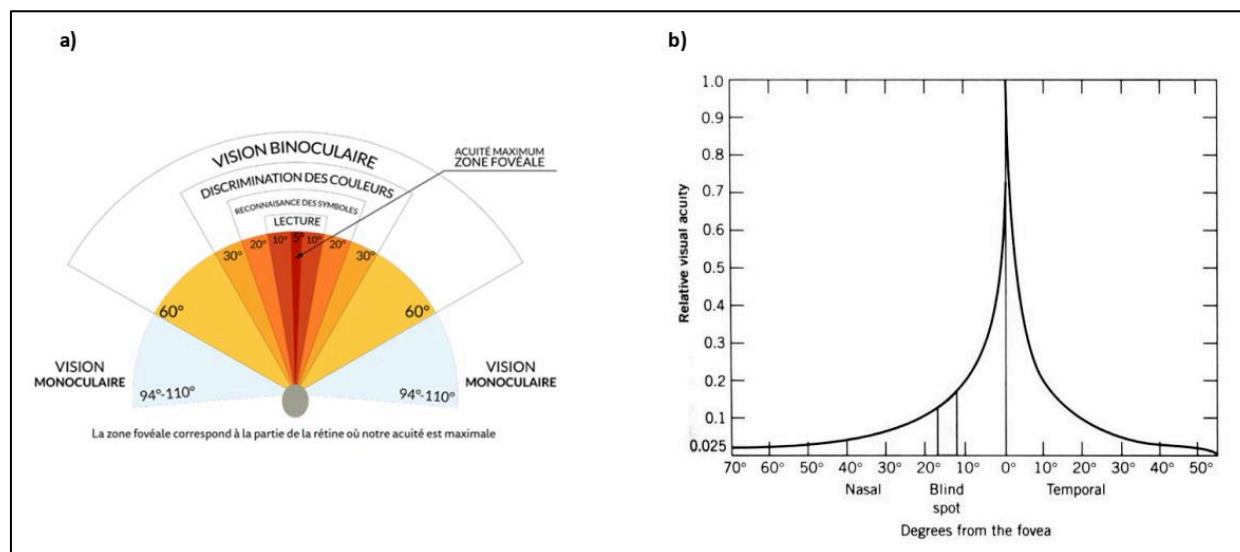 a)
VISION BINOCULAIRE
DISCRIMINATION DES COULEURS
RECONNAISANCE DES SYMBOLES
LECTURE
ACUITÉ MAXIMUM
ZONE FOVÉALE
30° 20° 10° 5° 10° 20° 30°
60° 60°
VISION
MONOCULAIRE
94°-110°
94°-110°
VISION
MONOCULAIRE
La zone fovéale correspond à la partie de la rétine où notre acuité est maximale
b)
Relative visual acuity
1.0
0.9
0.8
0.7
0.6
0.5
0.4
0.3
0.2
0.1
0.025
70° 60° 50° 40° 30° 20° 10° 0° 10° 20° 30° 40° 50°
Nasal Blind Temporal
spot
Degrees from the fovea